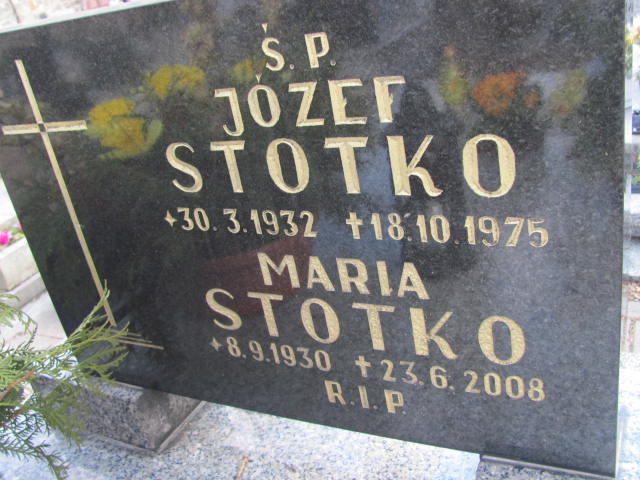 Ś.P.
JÓZEF
STOTKO
+30.3.1932 ✝18.10.1975
MARIA
STOTKO
+8.9.1930 ✝23.6.2008
R.I.P.